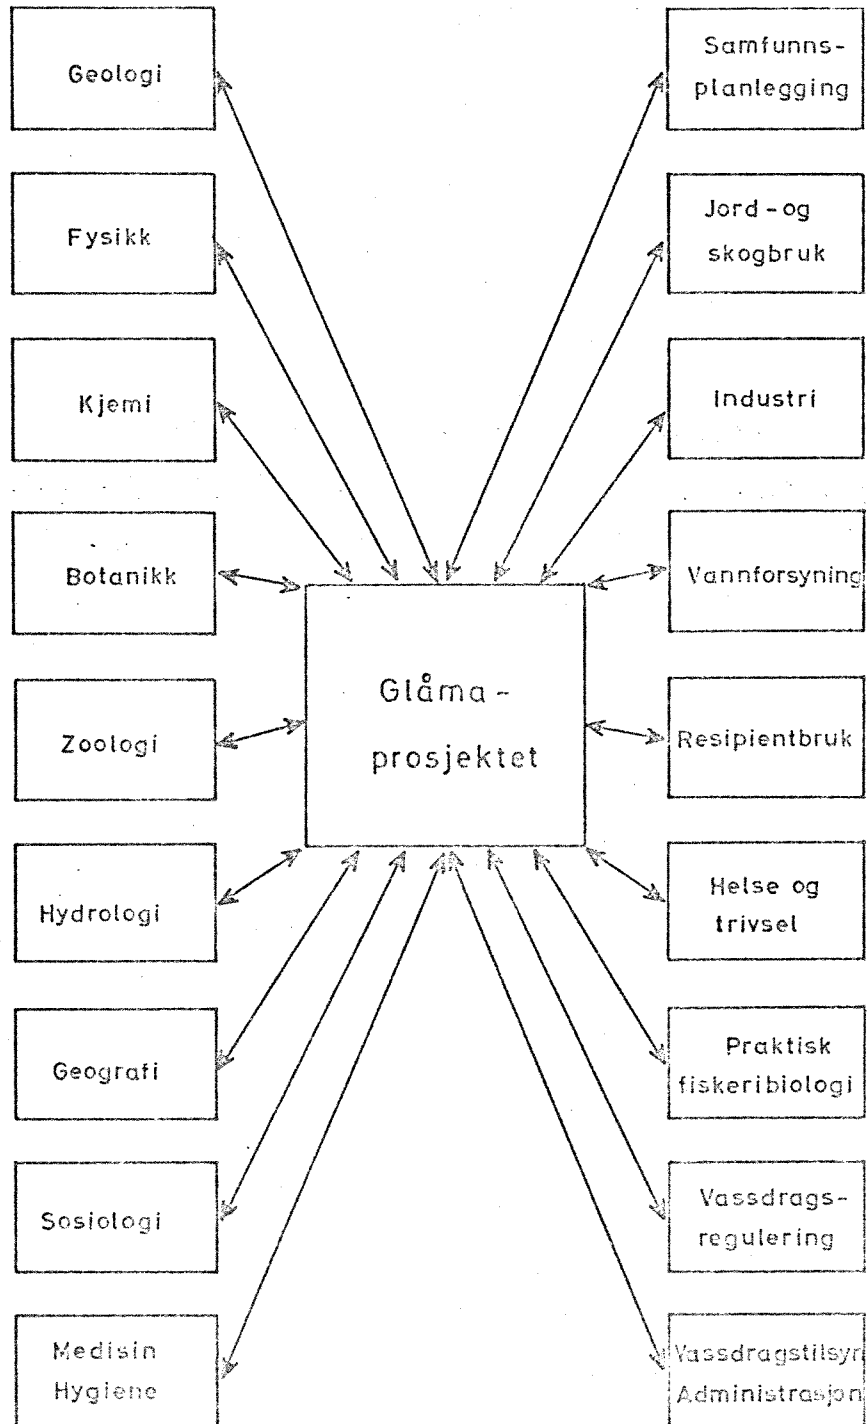 Geologi
Fysikk
Kjemi
Botanikk
Zoologi
Hydrologi
Geografi
Sosiologi
Medisin
Hygiene
Glåma-
prosjektet
Samfunns-
planlegging
Jord-og
skogbruk
Industri
Vannforsyning
Resipientbruk
Helse og
trivsel
Praktisk
fiskeribiologi
Vassdrags-
regulering
Vassdragstilsyn
Administrasjon